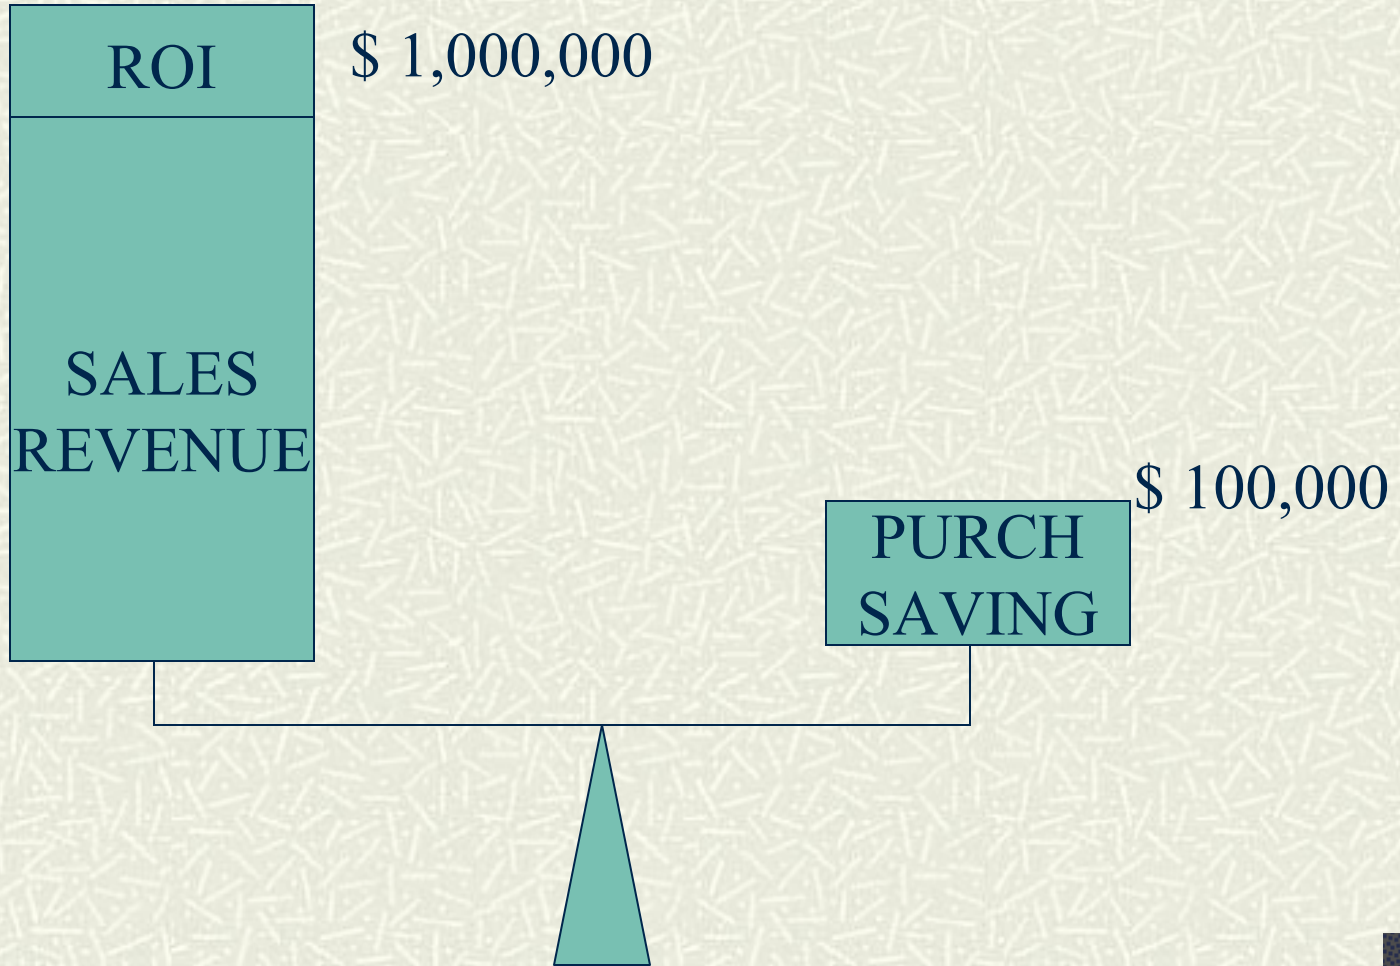 ROI
$ 1,000,000
SALES
REVENUE
$ 100,000
PURCH
SAVING